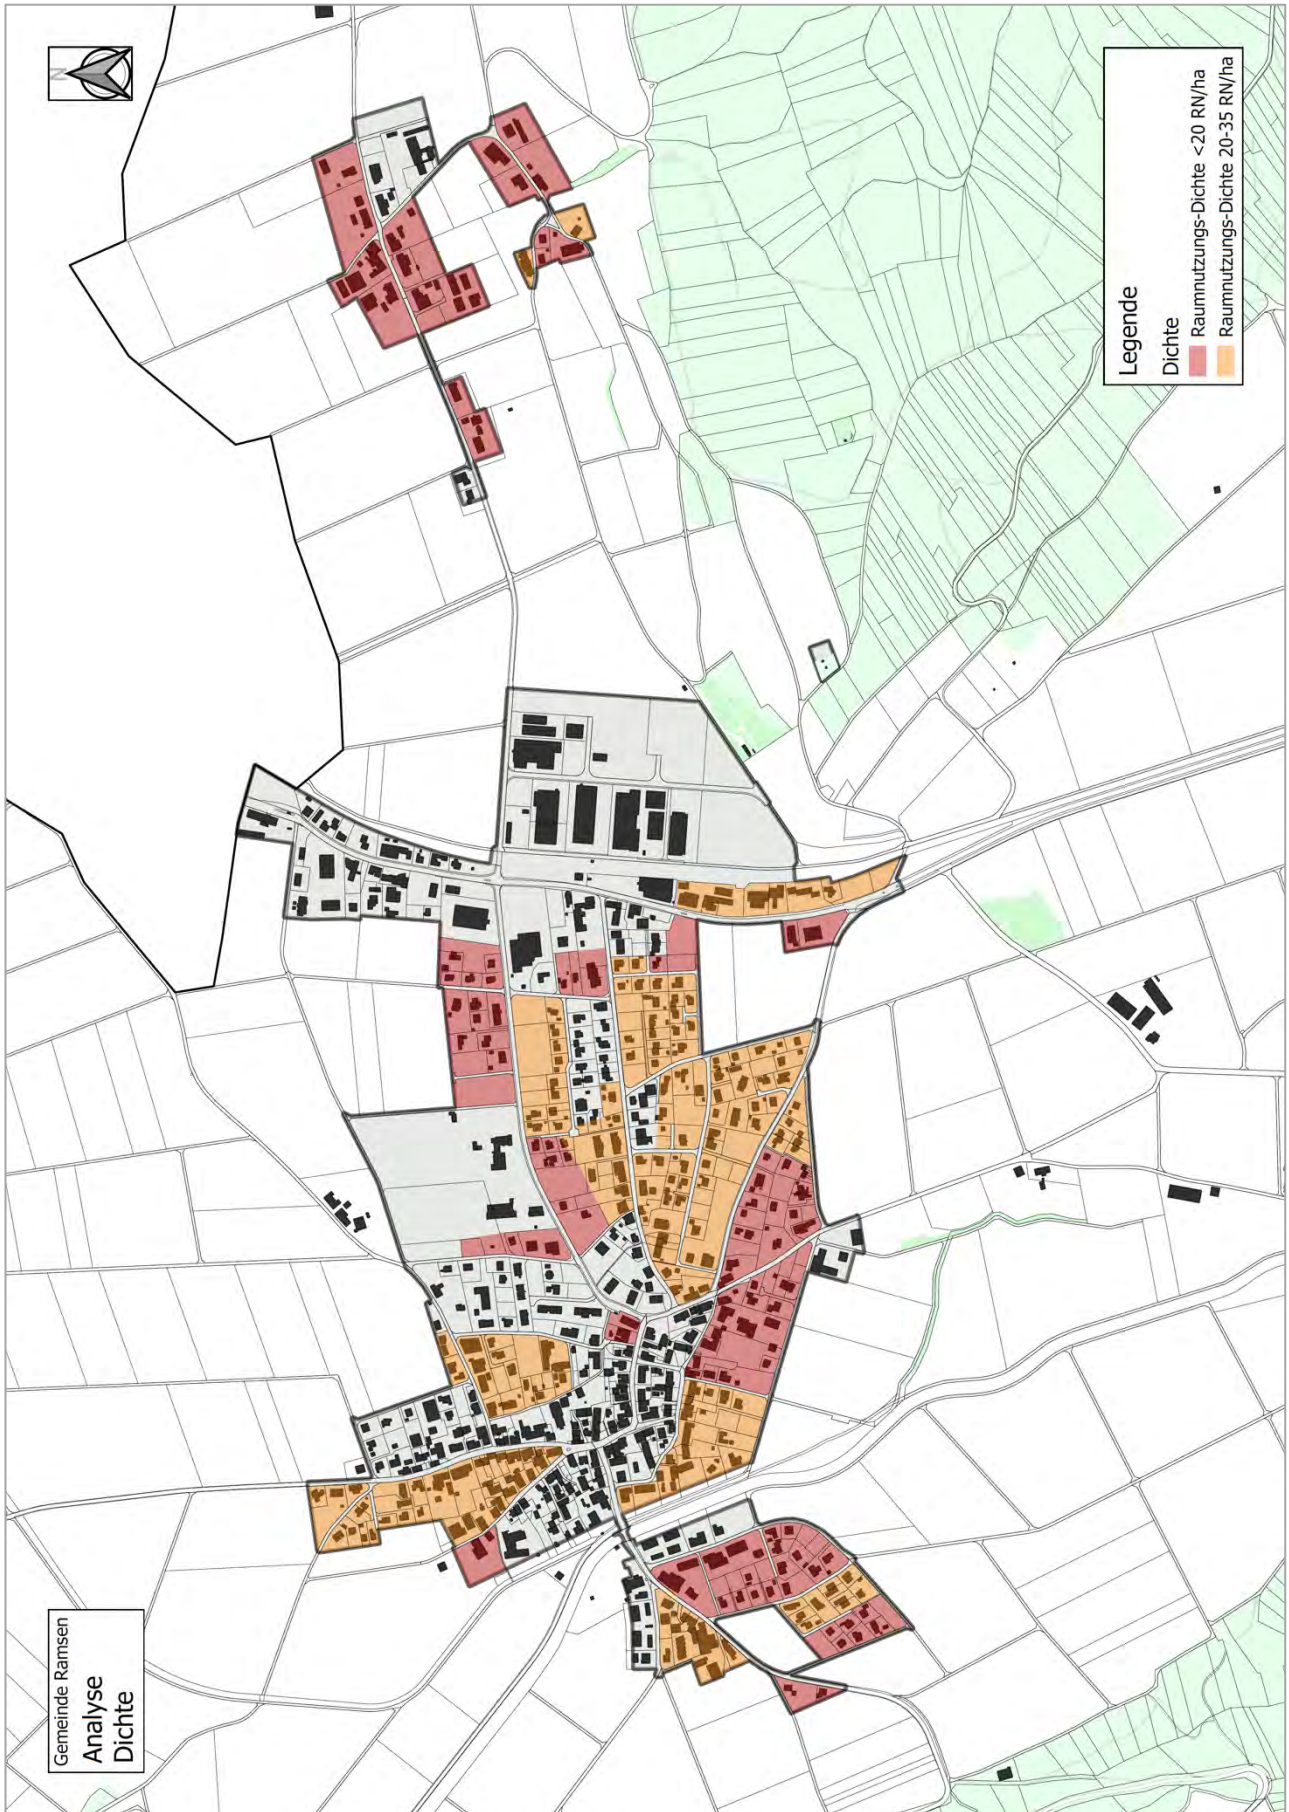 Gemeinde Ramsen
Analyse
Dichte
N
Legende
Dichte
Raumnutzungs-Dichte <20 RN/ha
Raumnutzungs-Dichte 20-35 RN/ha